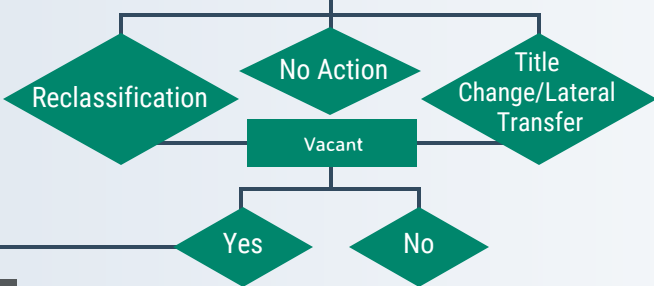 Reclassification
No Action
Title
Change/Lateral
Transfer
Vacant
Yes
No